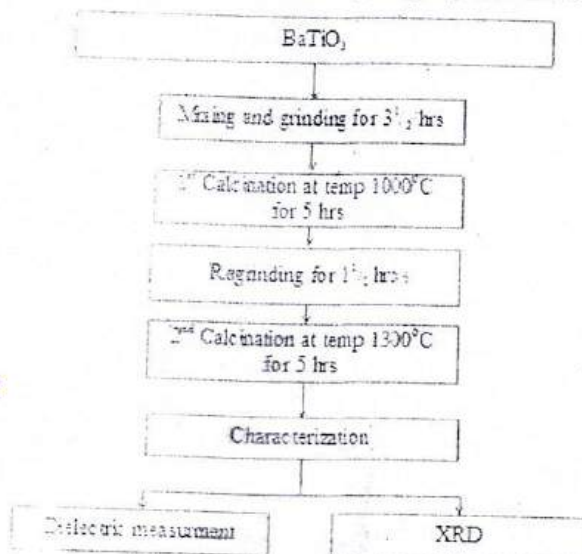 BaTiO₃
Mixing and grinding for 3½ hrs
1st Calcination at temp 1000°C
for 5 hrs
Regrinding for 1½ hrs
2nd Calcination at temp 1300°C
for 5 hrs
Characterization
Dielectric measurment
XRD